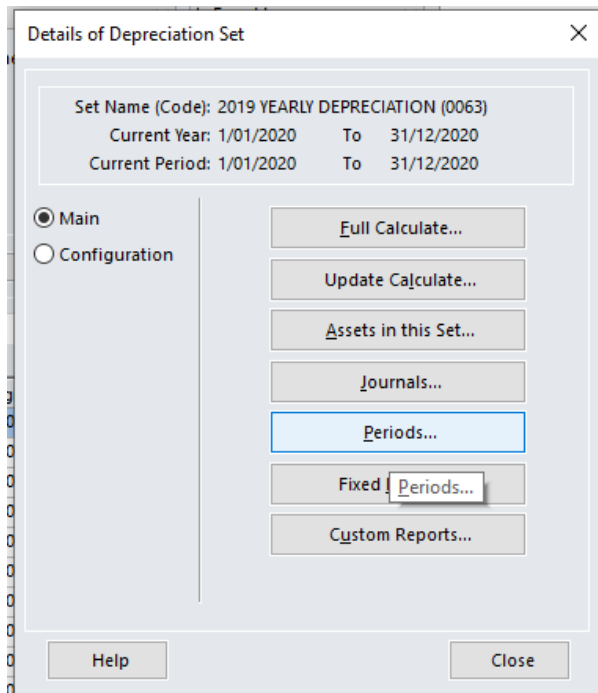 Details of Depreciation Set
Set Name (Code): 2019 YEARLY DEPRECIATION (0063)
Current Year: 1/01/2020 To 31/12/2020
Current Period: 1/01/2020 To 31/12/2020
Main
Configuration
Full Calculate...
Update Calculate...
Assets in this Set...
Journals...
Periods...
Fixed
Periods...
Custom Reports...
Help
Close